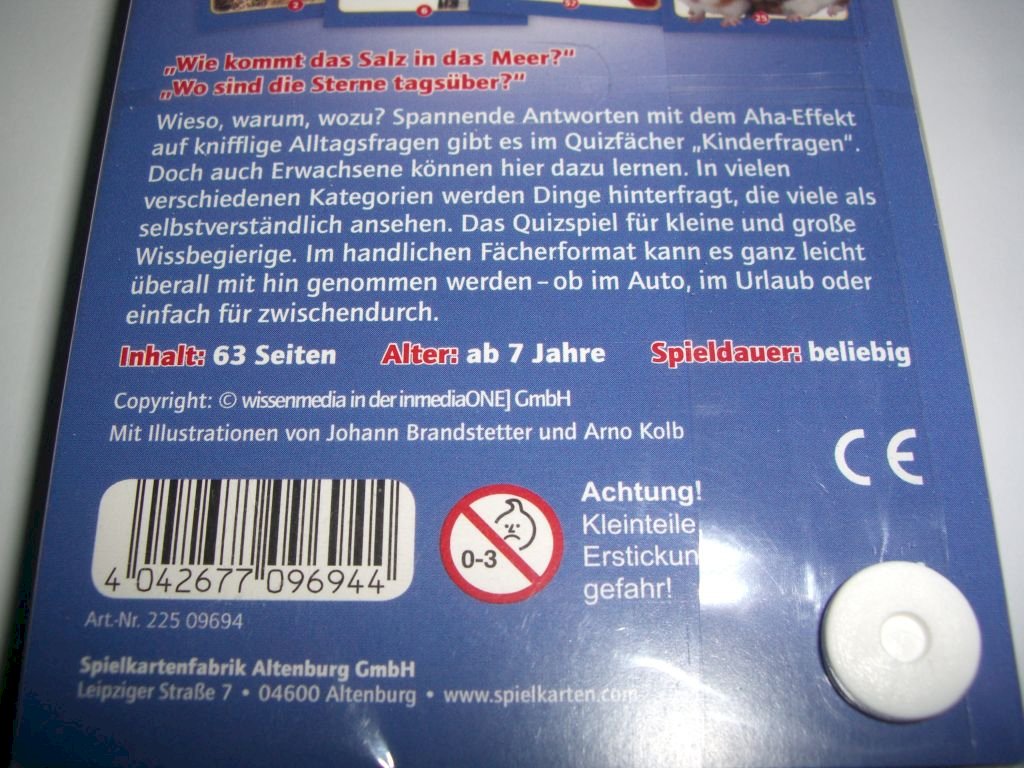 2
6
57
25
„Wie kommt das Salz in das Meer?“
„Wo sind die Sterne tagsüber?“
Wieso, warum, wozu? Spannende Antworten mit dem Aha-Effekt
auf knifflige Alltagsfragen gibt es im Quizfächer „Kinderfragen“.
Doch auch Erwachsene können hier dazu lernen. In vielen
verschiedenen Kategorien werden Dinge hinterfragt, die viele als
selbstverständlich ansehen. Das Quizspiel für kleine und große
Wissbegierige. Im handlichen Fächerformat kann es ganz leicht
überall mit hin genommen werden – ob im Auto, im Urlaub oder
einfach für zwischendurch.
Inhalt: 63 Seiten Alter: ab 7 Jahre Spieldauer: beliebig
Copyright: © wissenmedia in der inmediaONE] GmbH
Mit Illustrationen von Johann Brandstetter und Arno Kolb
CE
4 042677 096944
0-3
Achtung!
Kleinteile,
Erstickun
gefahr!
Art.-Nr. 225 09694
Spielkartenfabrik Altenburg GmbH
Leipziger Straße 7 • 04600 Altenburg • www.spielkarten.com